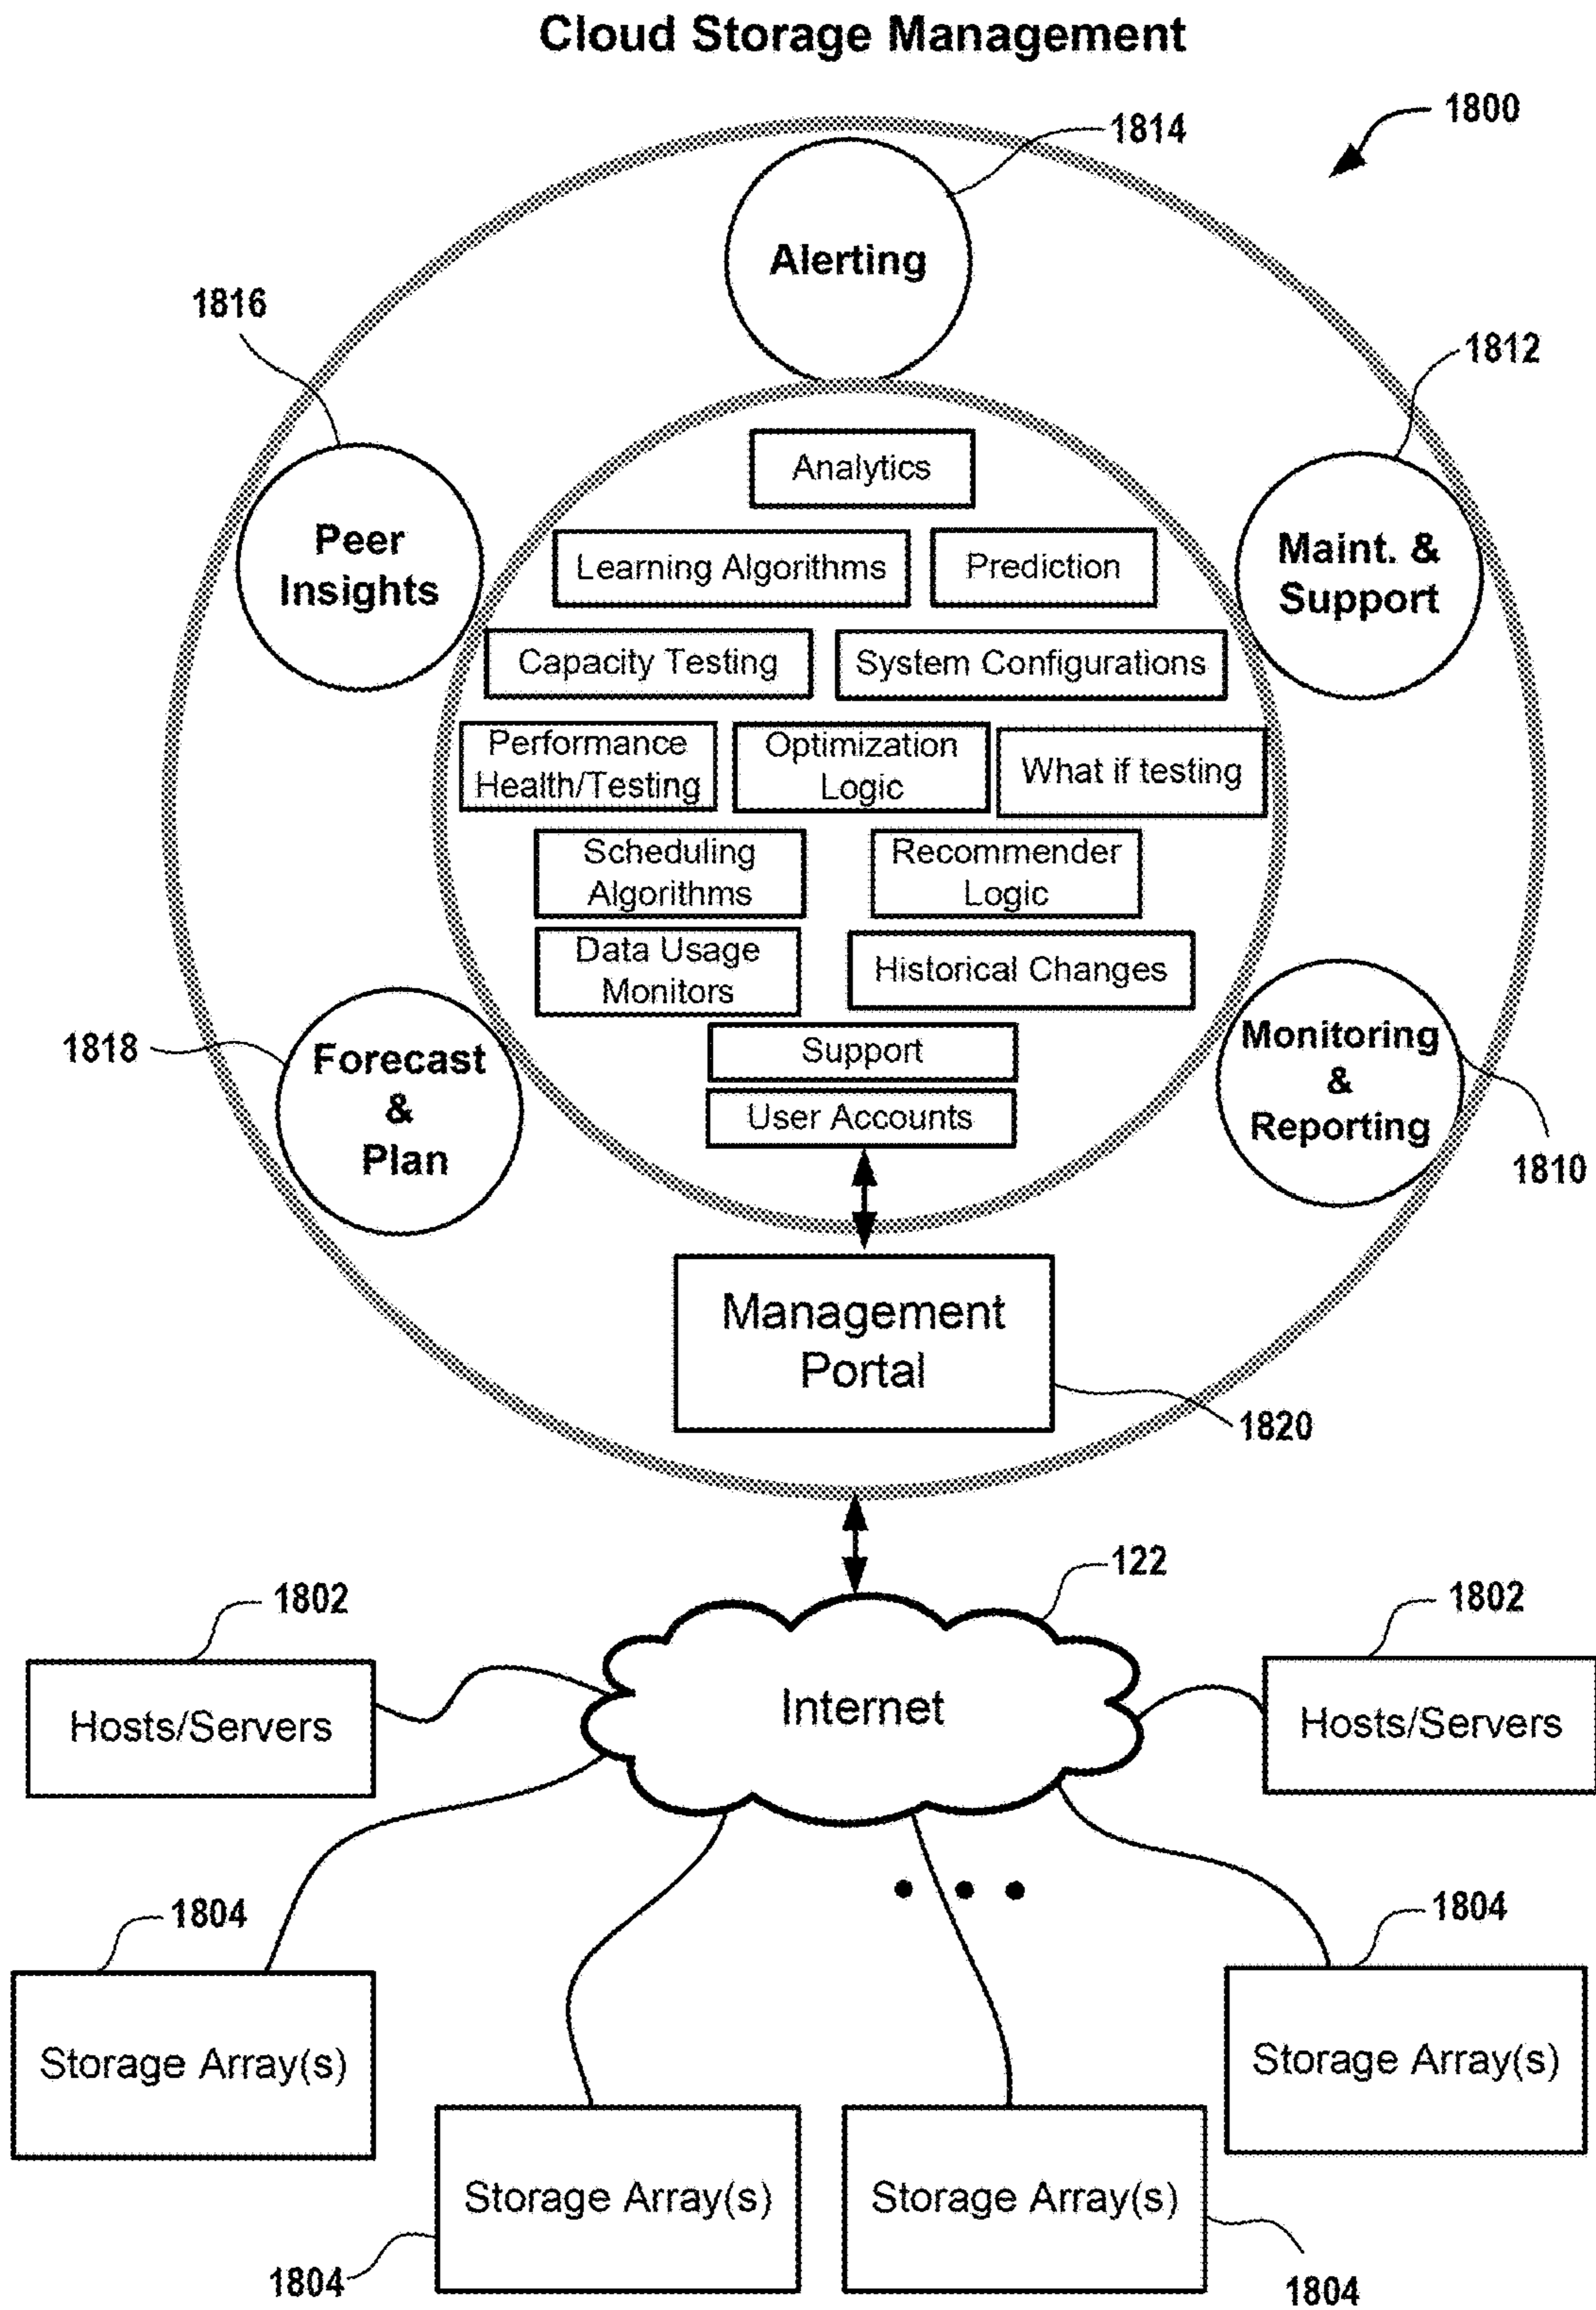 Cloud Storage Management
1800
1814
Alerting
1816
1812
Analytics
Peer
Insights
Learning Algorithms
Prediction
Maint. &
Support
Capacity Testing
System Configurations
Performance
Health/Testing
Optimization
Logic
What if testing
Scheduling
Algorithms
Recommender
Logic
Data Usage
Monitors
Historical Changes
1818
Forecast
&
Plan
Support
User Accounts
Monitoring
&
Reporting
1810
Management
Portal
1820
122
1802
1802
Hosts/Servers
Internet
Hosts/Servers
1804
1804
Storage Array(s)
Storage Array(s)
Storage Array(s)
Storage Array(s)
1804
1804